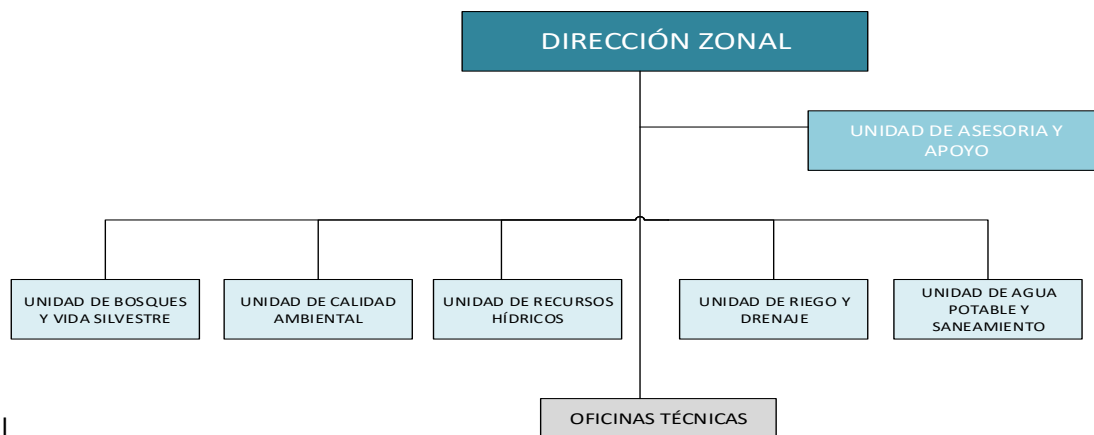 DIRECCIÓN ZONAL
UNIDAD DE ASESORIA Y
APOYO
UNIDAD DE BOSQUES
Y VIDA SILVESTRE
UNIDAD DE CALIDAD
AMBIENTAL
UNIDAD DE RECURSOS
HÍDRICOS
UNIDAD DE RIEGO Y
DRENAJE
UNIDAD DE AGUA
POTABLE Y
SANEAMIENTO
OFICINAS TÉCNICAS